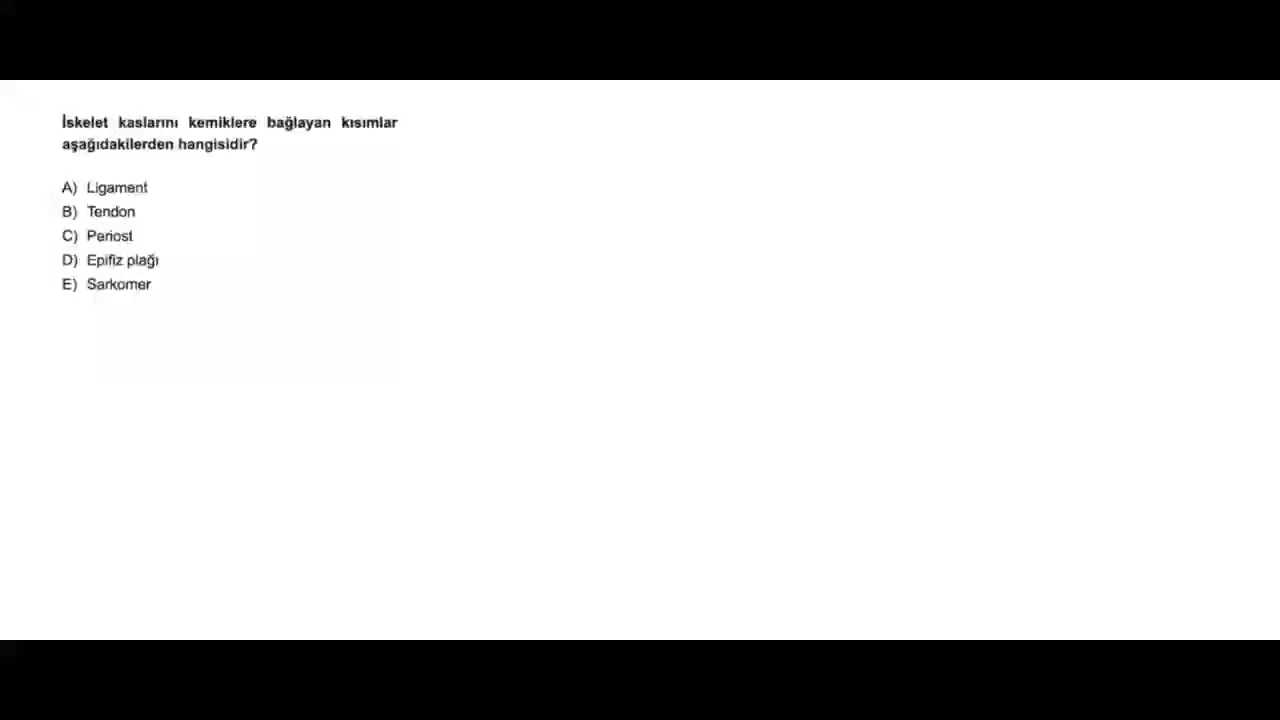 İskelet kaslarını kemiklere bağlayan kısımlar
aşağıdakilerden hangisidir?
A) Ligament
B) Tendon
C) Periost
D) Epifiz plağı
E) Sarkomer